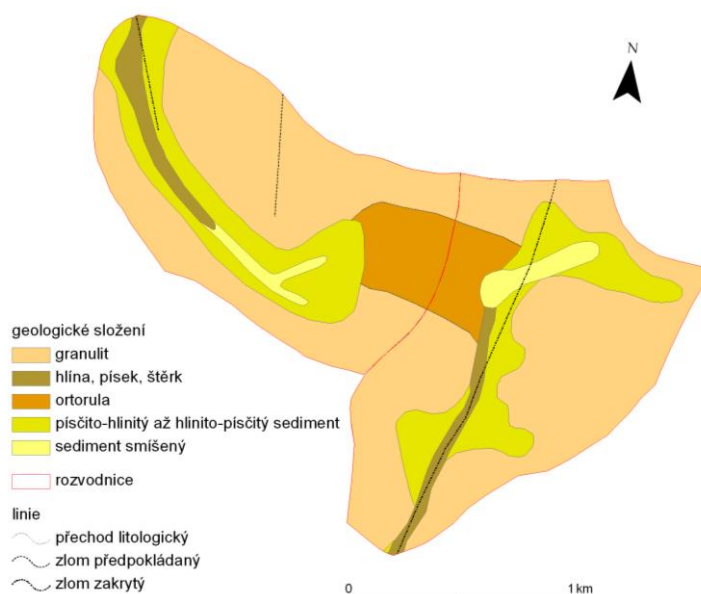 N
geologické složení
granulit
hlína, písek, štěrk
ortorula
písčito-hlinitý až hlinito-písčitý sediment
sediment smíšený
rozvodnice
linie
přechod litologický
zlom předpokládaný
zlom zakrytý
0 1 km